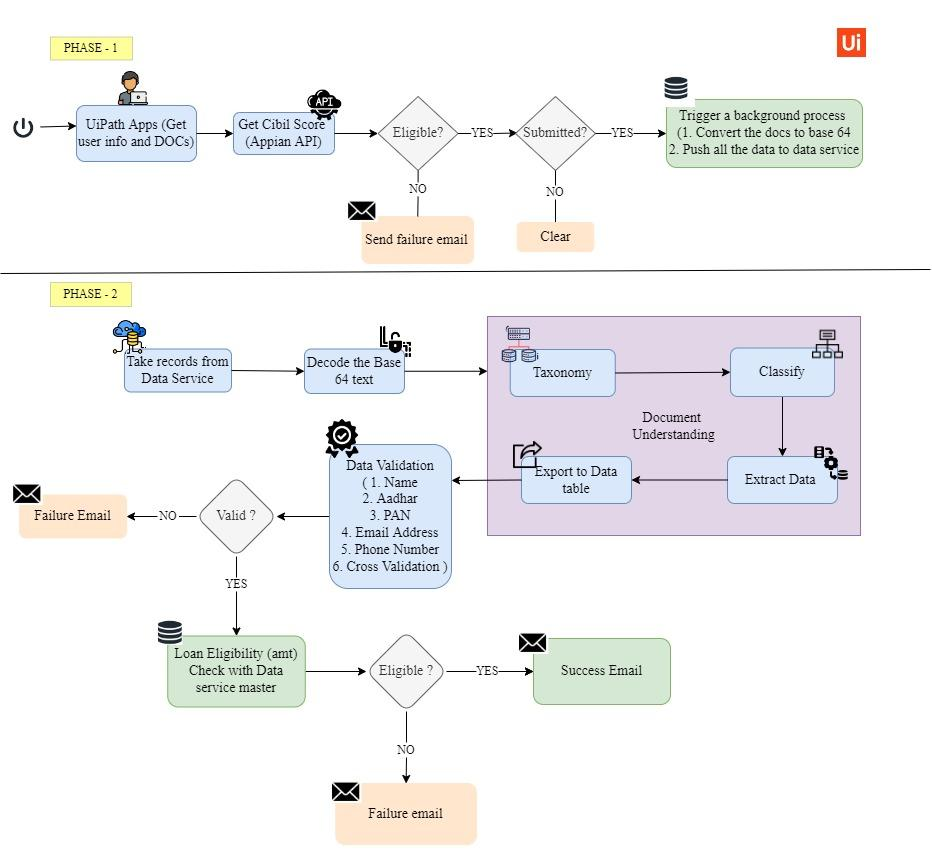 PHASE - 1
Ui
UiPath Apps (Get
user info and DOCs)
Get Cibil Score
(Appian API)
API
Eligible?
YES
Submitted?
YES
Trigger a background process
(1. Convert the docs to base 64
2. Push all the data to data service
NO
NO
Send failure email
Clear
PHASE - 2
Take records from
Data Service
Decode the Base
64 text
Taxonomy
Classify
Document
Understanding
Export to Data
table
Extract Data
Data Validation
( 1. Name
2. Aadhar
3. PAN
4. Email Address
5. Phone Number
6. Cross Validation )
Valid ?
NO
Failure Email
YES
Loan Eligibility (amt)
Check with Data
service master
Eligible ?
YES
Success Email
NO
Failure email